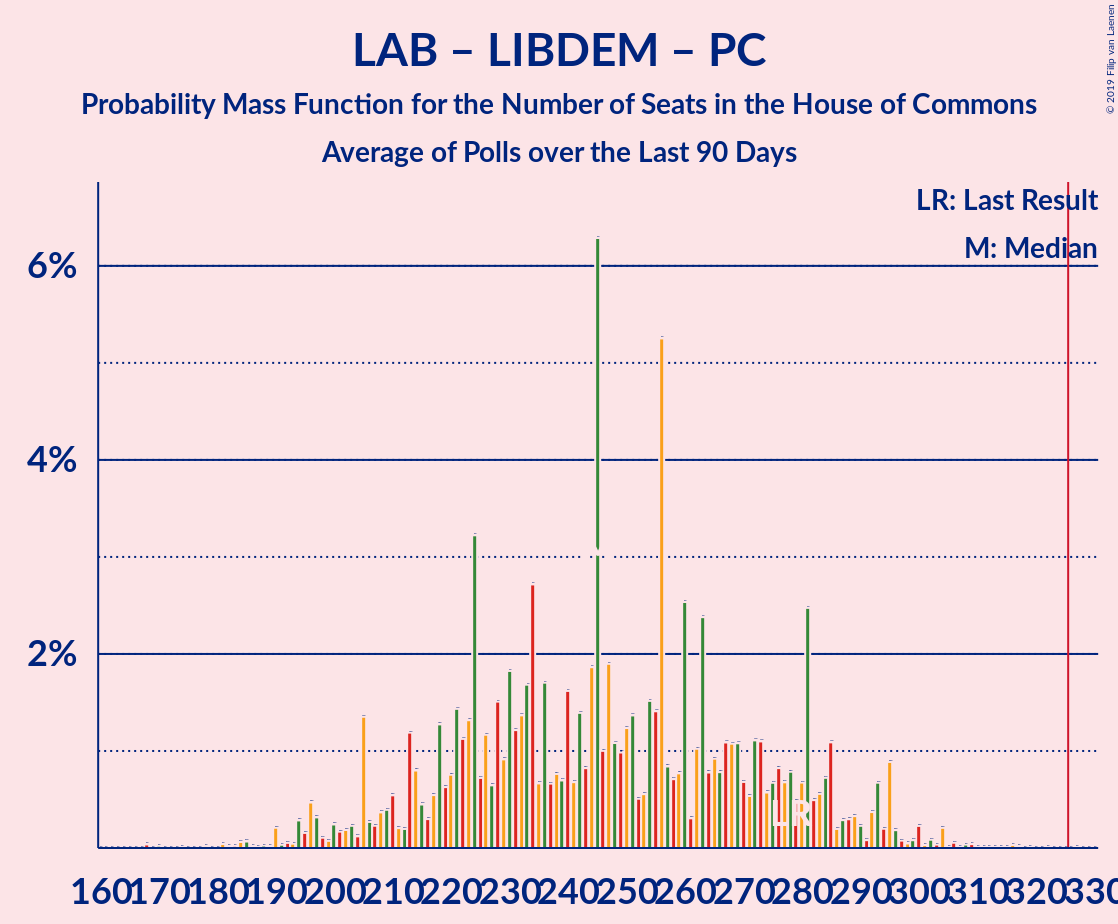 LAB – LIBDEM – PC
Probability Mass Function for the Number of Seats in the House of Commons
Average of Polls over the Last 90 Days
© 2019 Filip van Laenen
LR: Last Result
M: Median
6%
4%
2%
LR
160 170 180 190 200 210 220 230 240 250 260 270 280 290 300 310 320 330